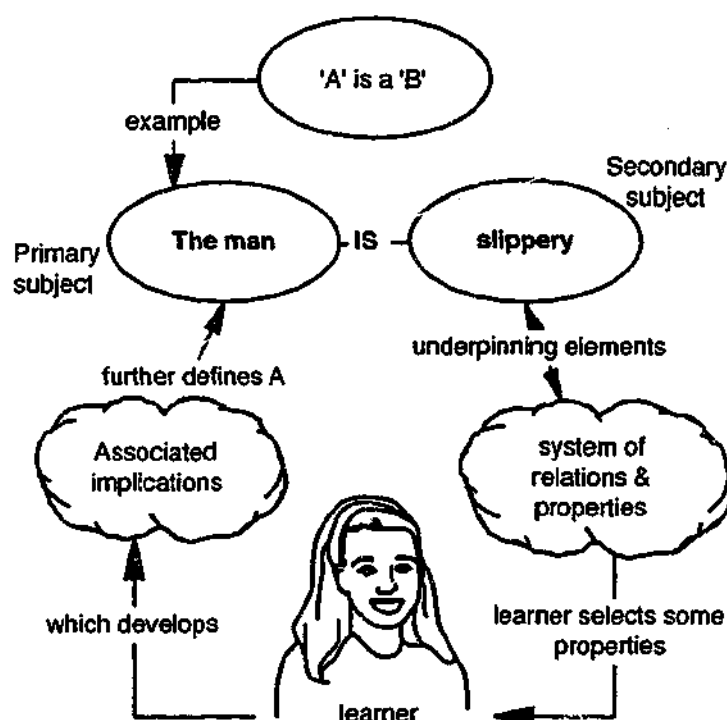 'A' is a 'B'
example
Secondary
subject
The man
IS
slippery
Primary
subject
underpinning elements
further defines A
Associated
implications
system of
relations &
properties
which develops
learner selects some
properties
learner